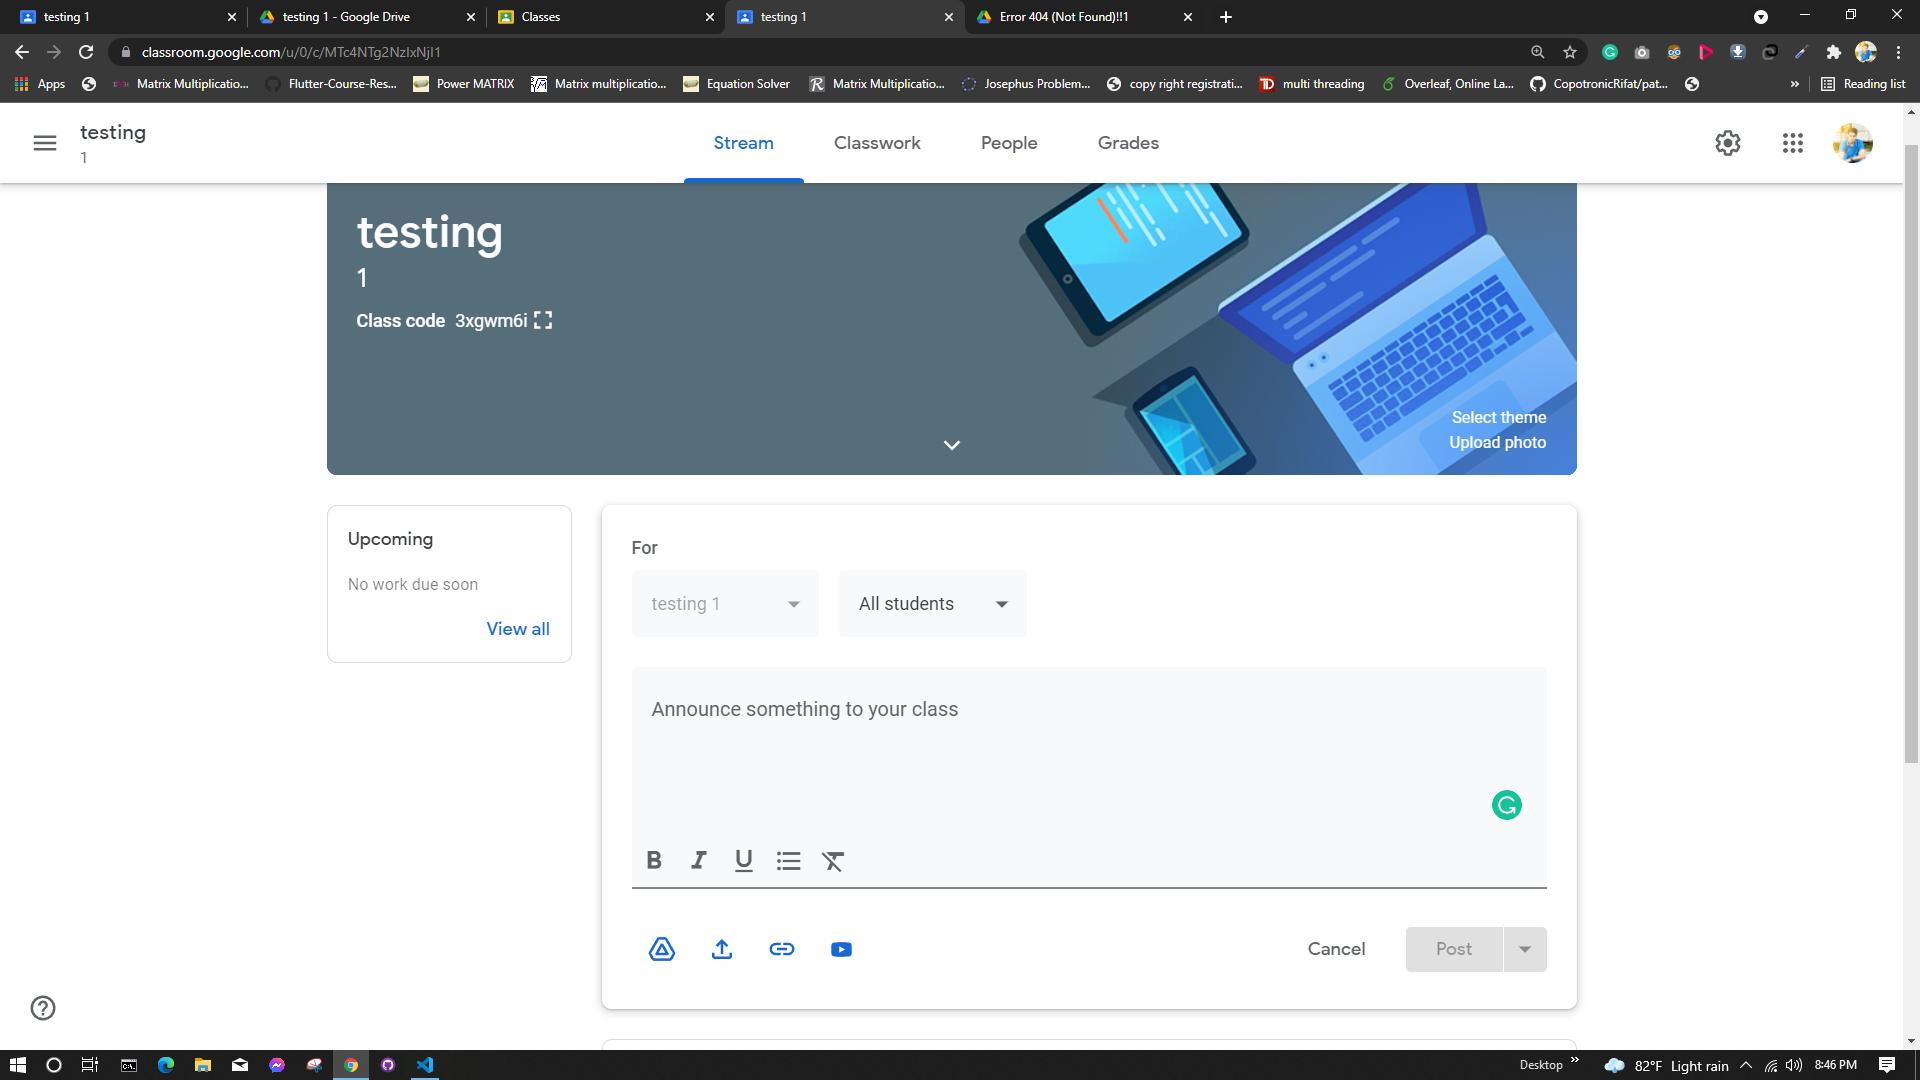 testing 1
testing 1 - Google Drive
Classes
testing 1
Error 404 (Not Found)!!1
classroom.google.com/u/0/c/MTc4NTg2NzIxNjI1
Apps
Matrix Multiplicatio...
Flutter-Course-Res...
Power MATRIX
Matrix multiplicatio...
Equation Solver
Matrix Multiplicatio...
Josephus Problem...
copy right registrati...
multi threading
Overleaf, Online La...
CopotronicRifat/pat...
»
Reading list
testing
1
Stream
Classwork
People
Grades
testing
1
Class code 3xgwm6i
Select theme
Upload photo
Upcoming
No work due soon
View all
For
testing 1
All students
Announce something to your class
B I U
Cancel
Post
Desktop »
82°F Light rain
8:46 PM